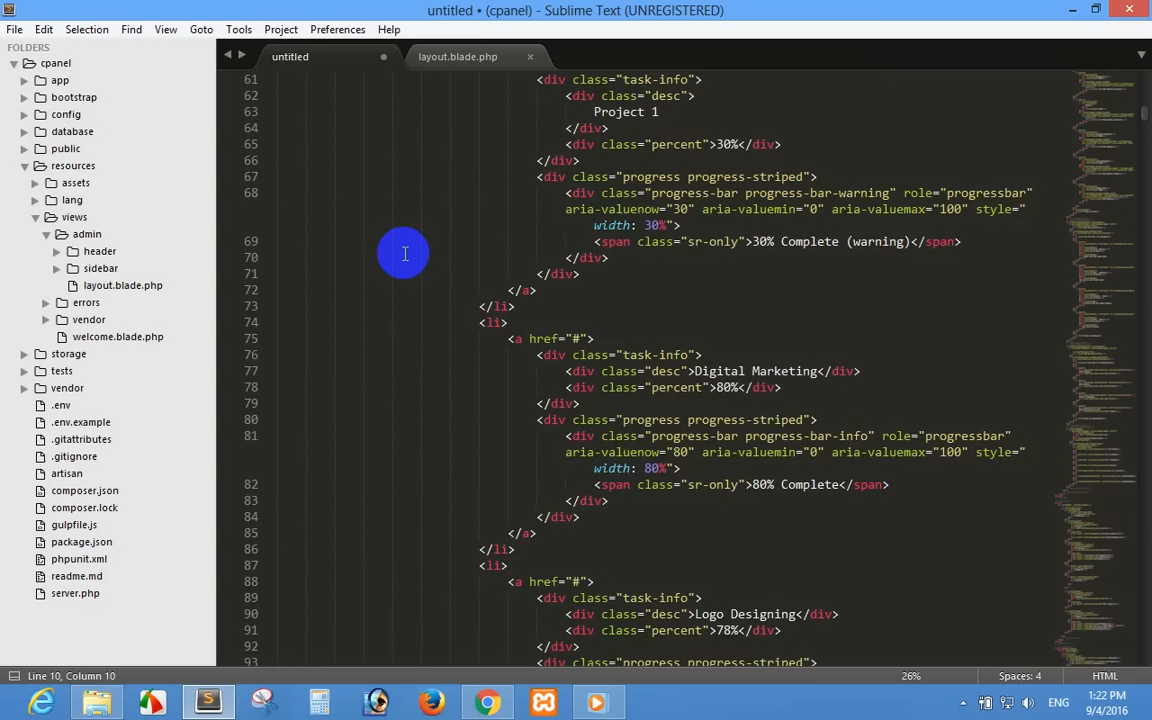 untitled • (cpanel) - Sublime Text (UNREGISTERED)
File Edit Selection Find View Goto Tools Project Preferences Help
FOLDERS
cpanel
app
bootstrap
config
database
public
resources
assets
lang
views
admin
header
sidebar
layout.blade.php
errors
vendor
welcome.blade.php
storage
tests
vendor
.env
.env.example
.gitattributes
.gitignore
artisan
composer.json
composer.lock
gulpfile.js
package.json
phpunit.xml
readme.md
server.php
untitled layout.blade.php
61 <div class="task-info">
62 <div class="desc">
63 Project 1
64 </div>
65 <div class="percent">30%</div>
66 </div>
67 <div class="progress progress-striped">
68 <div class="progress-bar progress-bar-warning" role="progressbar"
aria-valuenow="30" aria-valuemin="0" aria-valuemax="100" style="
width: 30%">
69 <span class="sr-only">30% Complete (warning)</span>
70 </div>
71 </div>
72 </a>
73 </li>
74 <li>
75 <a href="#">
76 <div class="task-info">
77 <div class="desc">Digital Marketing</div>
78 <div class="percent">80%</div>
79 </div>
80 <div class="progress progress-striped">
81 <div class="progress-bar progress-bar-info" role="progressbar"
aria-valuenow="80" aria-valuemin="0" aria-valuemax="100" style="
width: 80%">
82 <span class="sr-only">80% Complete</span>
83 </div>
84 </div>
85 </a>
86 </li>
87 <li>
88 <a href="#">
89 <div class="task-info">
90 <div class="desc">Logo Designing</div>
91 <div class="percent">78%</div>
92 </div>
93 <div class="progress progress-striped">
Line 10, Column 10 26% Spaces: 4 HTML
ENG
1:22 PM
9/4/2016